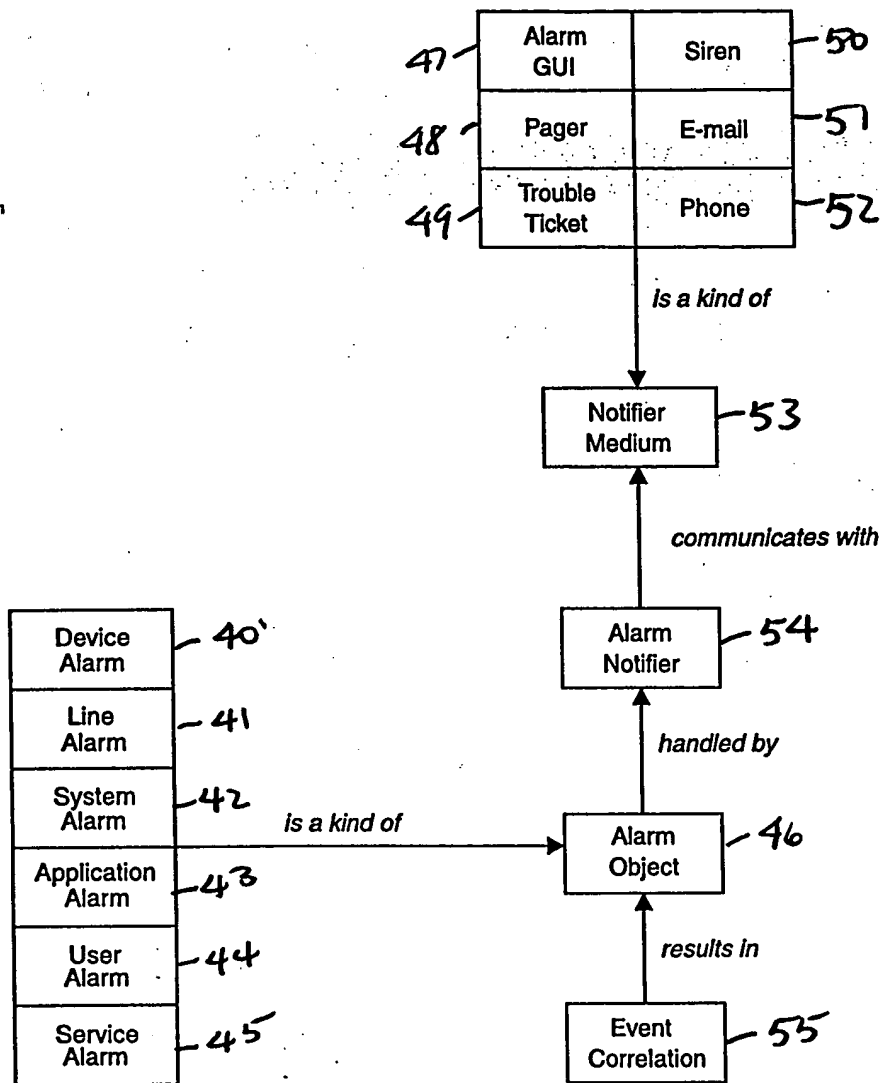 47
Alarm
GUI
Siren
50
48
Pager
E-mail
51
49
Trouble
Ticket
Phone
52
is a kind of
Notifier
Medium
53
communicates with
Device
Alarm
40'
Alarm
Notifier
54
Line
Alarm
41
handled by
System
Alarm
42
is a kind of
Alarm
Object
46
Application
Alarm
43
User
Alarm
44
results in
Service
Alarm
45
Event
Correlation
55